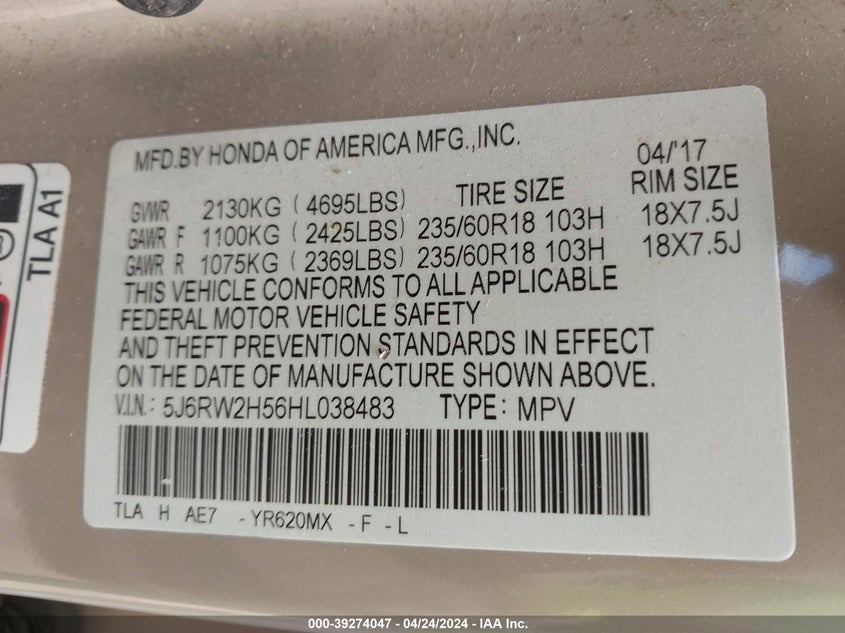 MFD.BY HONDA OF AMERICA MFG.,INC. 04/'17
GVWR 2130KG ( 4695LBS) TIRE SIZE RIM SIZE
GAWR F 1100KG ( 2425LBS) 235/60R18 103H 18X7.5J
GAWR R 1075KG ( 2369LBS) 235/60R18 103H 18X7.5J
THIS VEHICLE CONFORMS TO ALL APPLICABLE
FEDERAL MOTOR VEHICLE SAFETY
AND THEFT PREVENTION STANDARDS IN EFFECT
ON THE DATE OF MANUFACTURE SHOWN ABOVE.
V.I.N.: 5J6RW2H56HL038483 TYPE: MPV
TLA H AE7 -YR620MX -F -L
TLA A1
000-39274047 - 04/24/2024 - IAA Inc.